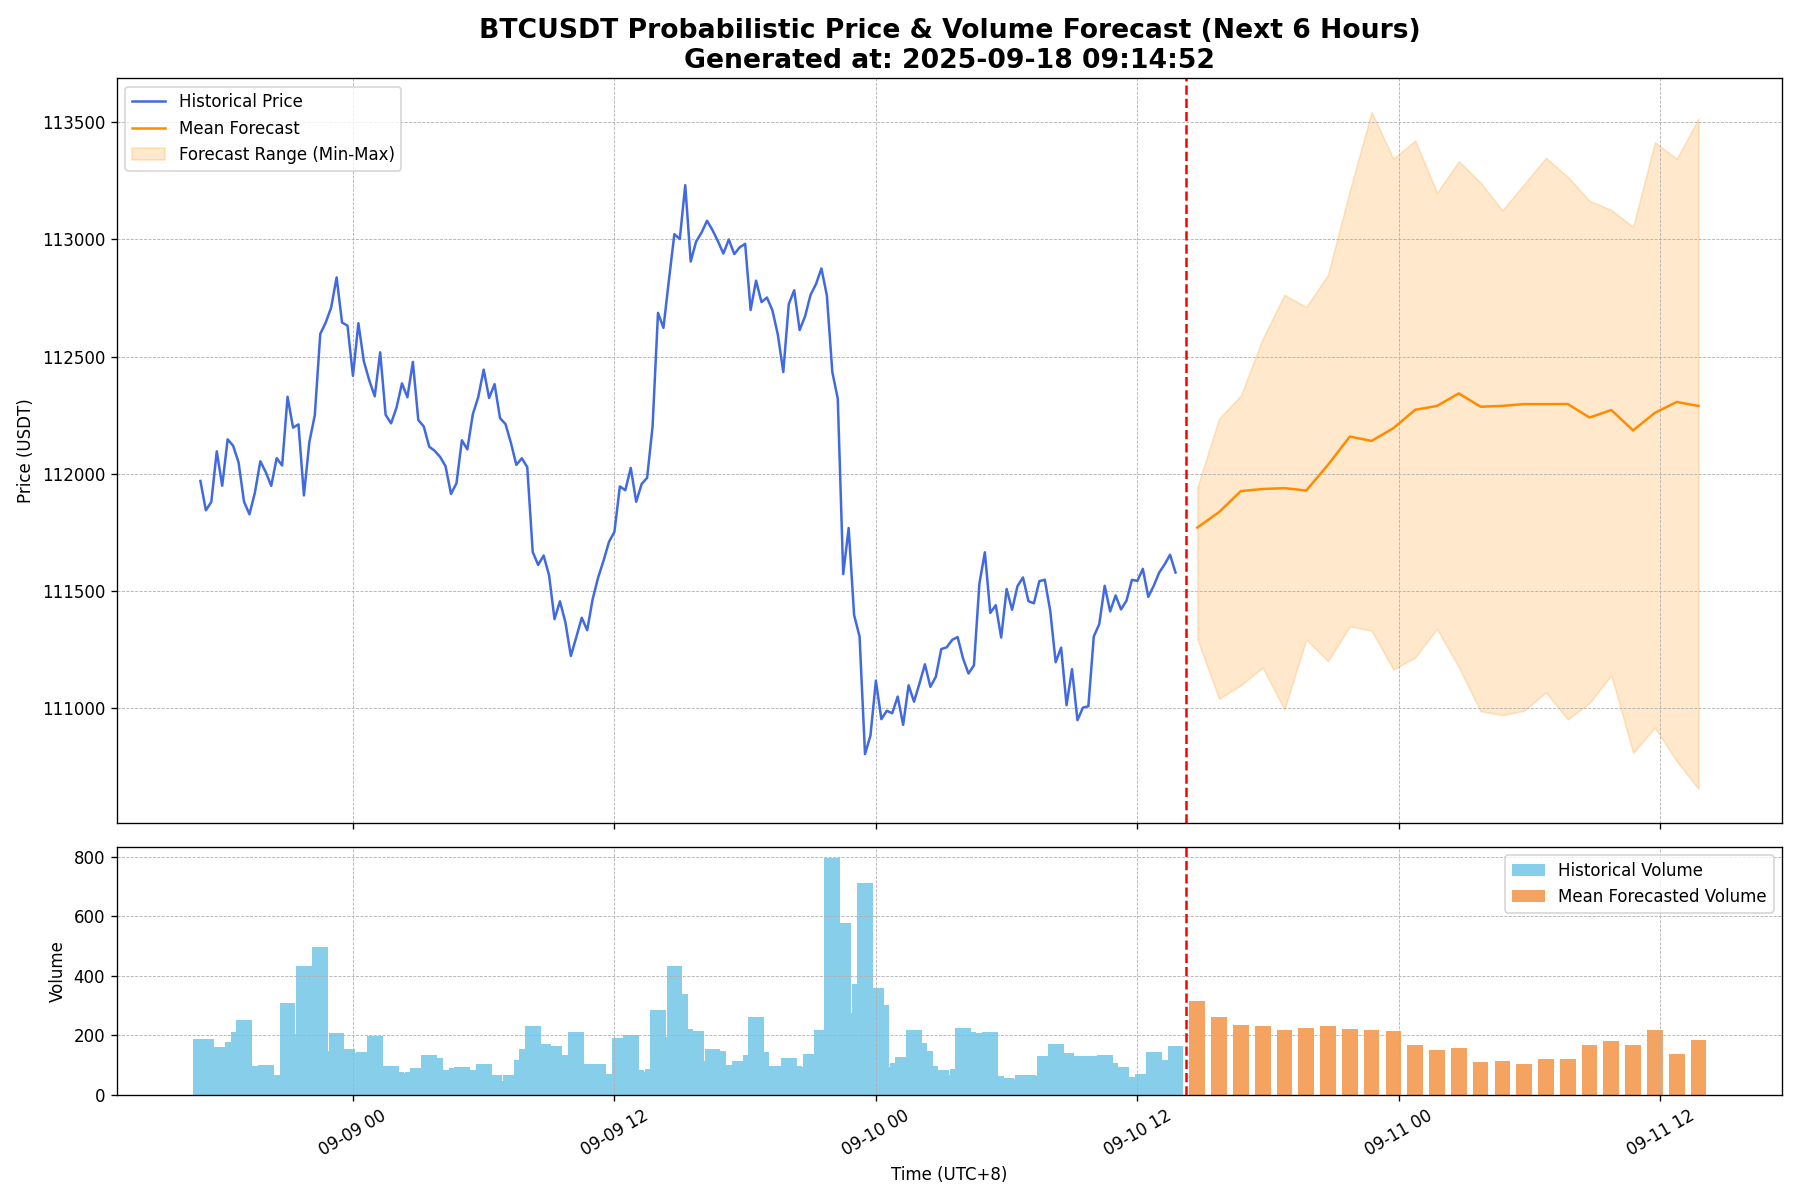 BTCUSDT Probabilistic Price & Volume Forecast (Next 6 Hours)
Generated at: 2025-09-18 09:14:52
Historical Price
Mean Forecast
Forecast Range (Min-Max)
113500
113000
112500
112000
111500
111000
Price (USDT)
Historical Volume
Mean Forecasted Volume
800
600
400
200
0
Volume
09-09 00
09-09 12
09-10 00
09-10 12
09-11 00
09-11 12
Time (UTC+8)